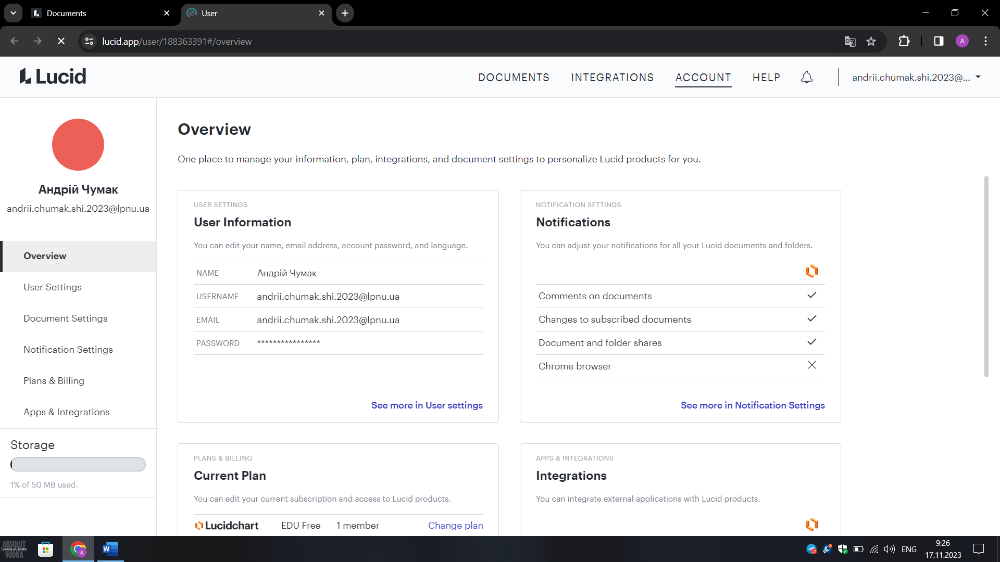 Documents
User
lucid.app/user/188363391#/overview
A
Lucid
DOCUMENTS
INTEGRATIONS
ACCOUNT
HELP
andrii.chumak.shi.2023@...
Андрій Чумак
andrii.chumak.shi.2023@lpnu.ua
Overview
User Settings
Document Settings
Notification Settings
Plans & Billing
Apps & Integrations
Storage
1% of 50 MB used.
Overview
One place to manage your information, plan, integrations, and document settings to personalize Lucid products for you.
USER SETTINGS
User Information
You can edit your name, email address, account password, and language.
NAME Андрій Чумак
USERNAME andrii.chumak.shi.2023@lpnu.ua
EMAIL andrii.chumak.shi.2023@lpnu.ua
PASSWORD ****************
See more in User settings
NOTIFICATION SETTINGS
Notifications
You can adjust your notifications for all your Lucid documents and folders.
Comments on documents
Changes to subscribed documents
Document and folder shares
Chrome browser
See more in Notification Settings
PLANS & BILLING
Current Plan
You can edit your current subscription and access to Lucid products.
Lucidchart EDU Free 1 member Change plan
APPS & INTEGRATIONS
Integrations
You can integrate external applications with Lucid products.
ABSOLUT
Country of Sweden
VODKA
A
W
ENG
9:26
17.11.2023